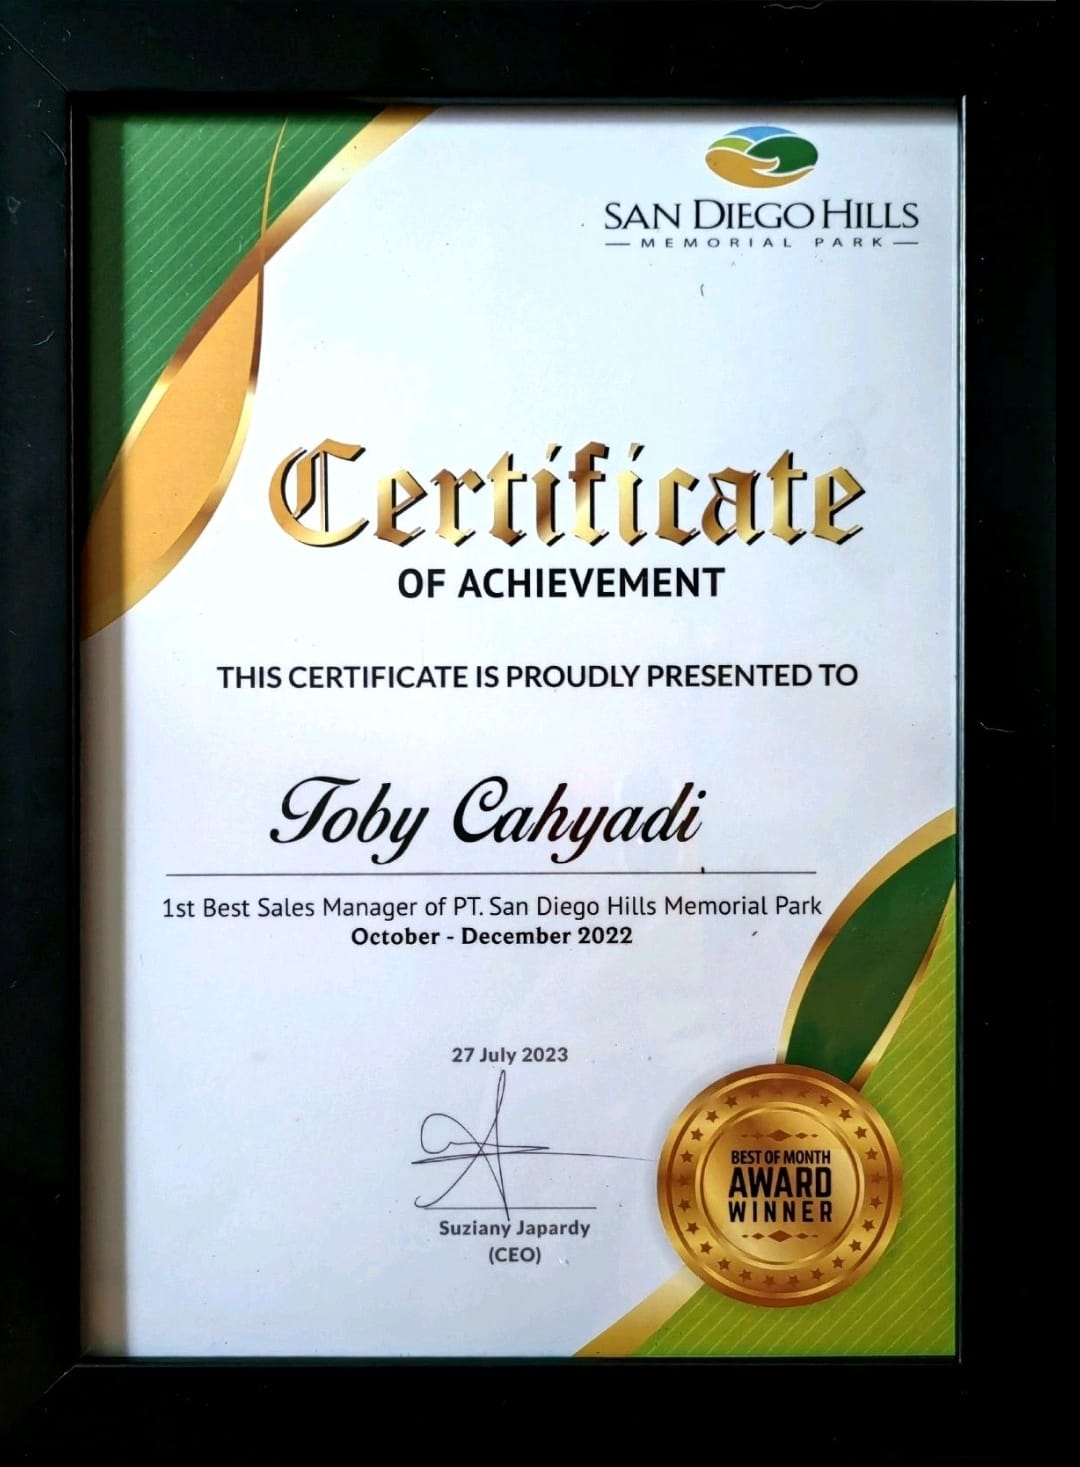 SAN DIEGO HILLS
MEMORIAL PARK
Certificate
OF ACHIEVEMENT
THIS CERTIFICATE IS PROUDLY PRESENTED TO
Toby Cahyadi
1st Best Sales Manager of PT. San Diego Hills Memorial Park
October - December 2022
27 July 2023
Suziany Japardy
(CEO)
BEST OF MONTH
AWARD
WINNER